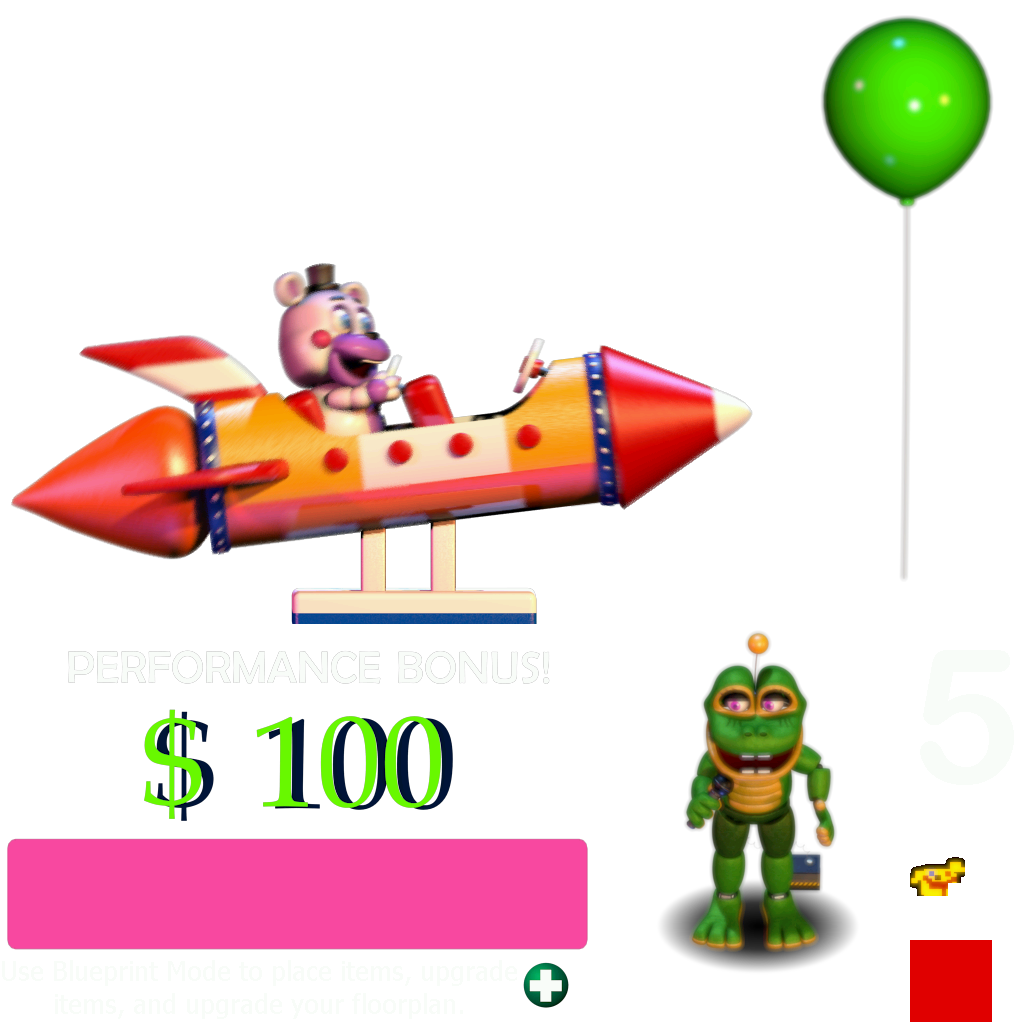 PERFORMANCE BONUS!
$ 100
5
Use Blueprint Mode to place items, upgrade
items, and upgrade your floorplan.